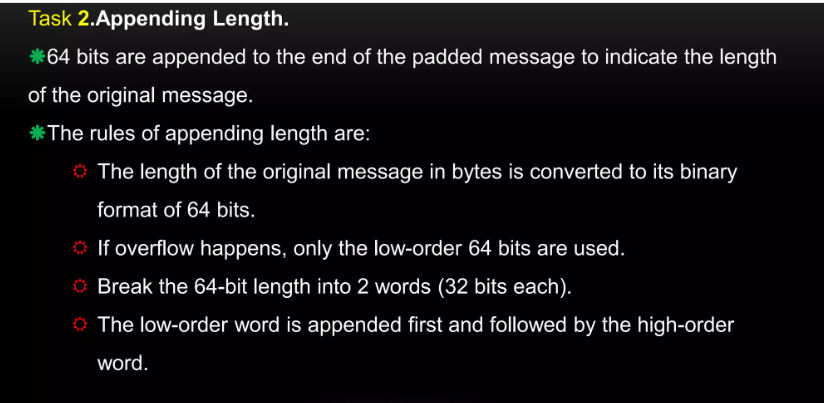 Task 2.Appending Length.
64 bits are appended to the end of the padded message to indicate the length
of the original message.
The rules of appending length are:
The length of the original message in bytes is converted to its binary
format of 64 bits.
If overflow happens, only the low-order 64 bits are used.
Break the 64-bit length into 2 words (32 bits each).
The low-order word is appended first and followed by the high-order
word.